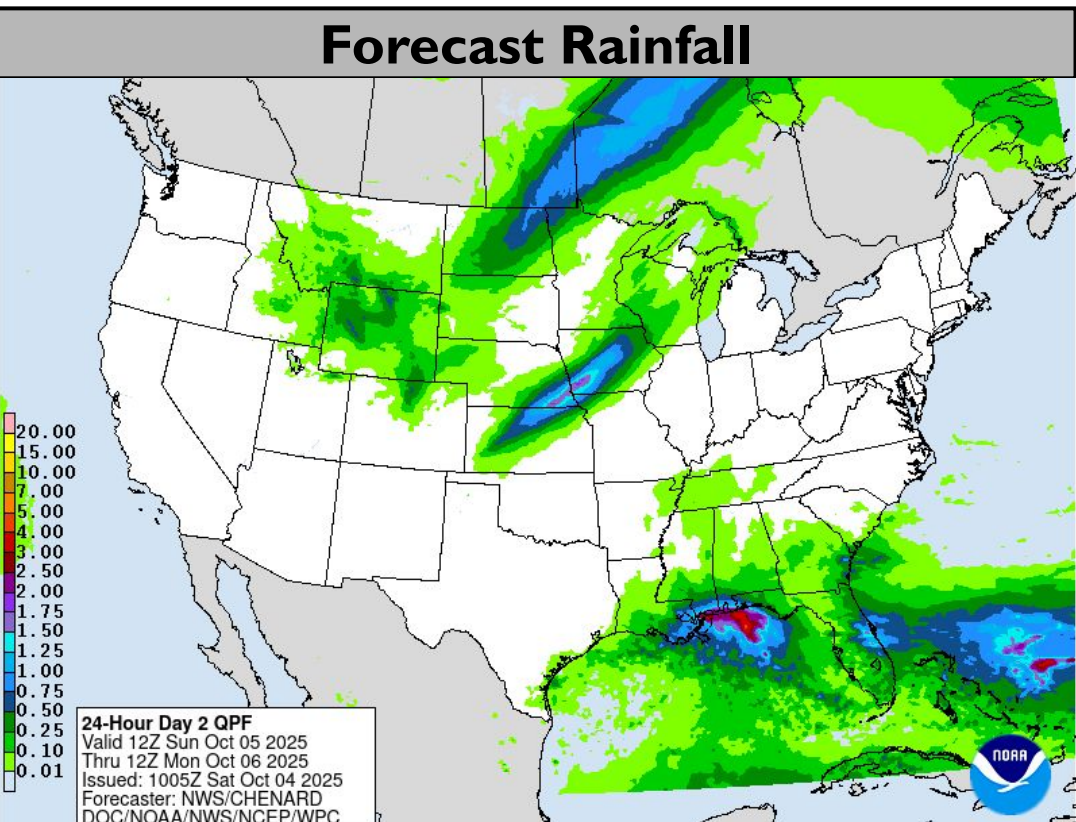 Forecast Rainfall
20.00
15.00
10.00
7.00
5.00
4.00
3.00
2.50
2.00
1.75
1.50
1.25
1.00
0.75
0.50
0.25
0.10
0.01
24-Hour Day 2 QPF
Valid 12Z Sun Oct 05 2025
Thru 12Z Mon Oct 06 2025
Issued: 1005Z Sat Oct 04 2025
Forecaster: NWS/CHENARD
DOC/NOAA/NWS/NCEP/WPC
NOAA